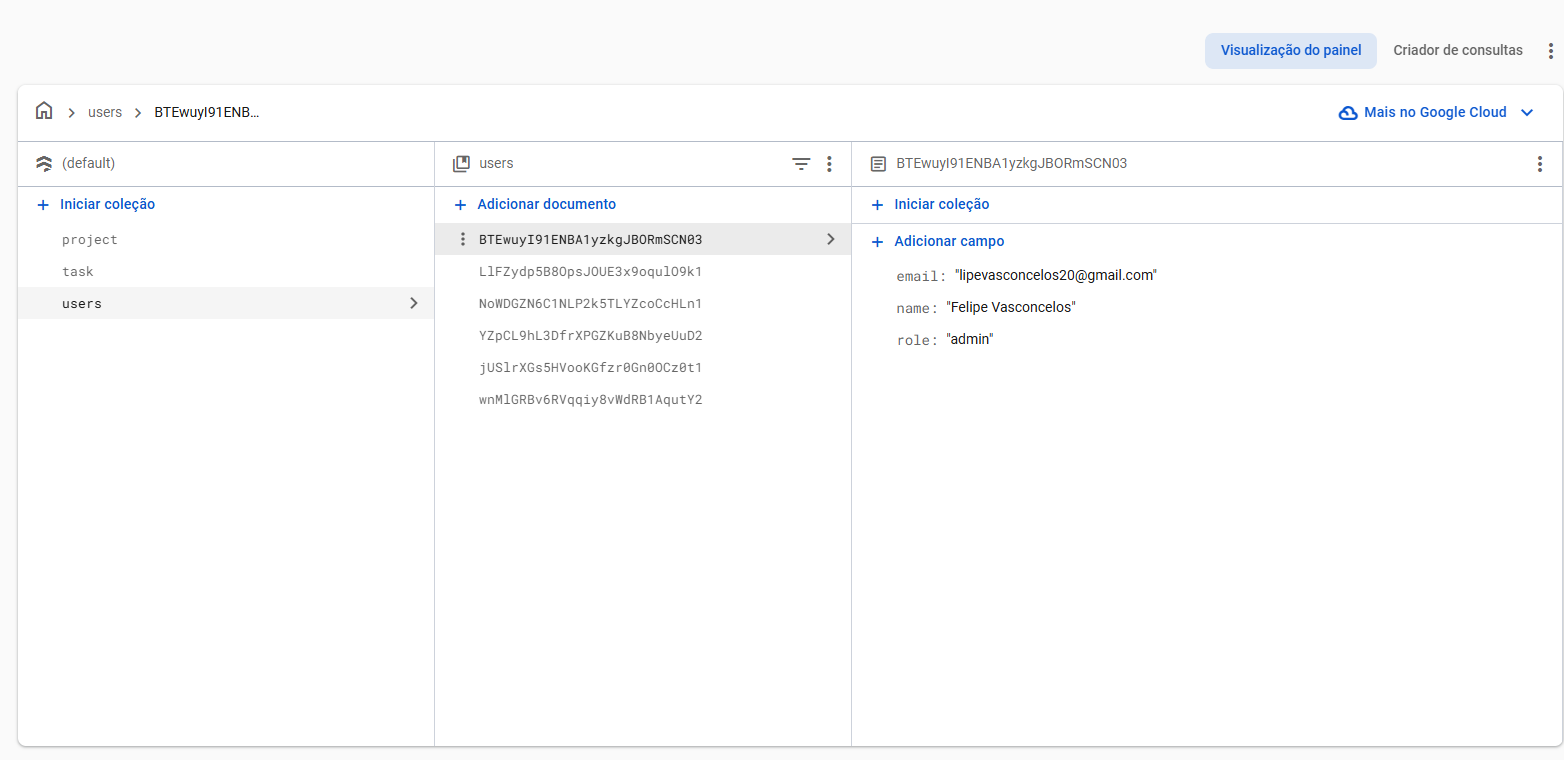 Visualização do painel Criador de consultas
users BTEwuyI91ENB…
Mais no Google Cloud
(default)
users
BTEwuyI91ENBA1yzkgJBORmSCN03
+ Iniciar coleção
+ Adicionar documento
+ Iniciar coleção
project
task
users
BTEwuyI91ENBA1yzkgJBORmSCN03
LlFZydp5B8OpsJOUE3x9oqulO9k1
NoWDGZN6C1NLP2k5TLYZcoCcHLn1
YZpCL9hL3DfrXPGZKuB8NbyeUuD2
jUSlrXGs5HVooKGfzr0Gn0OCz0t1
wnMlGRBv6RVqqiy8vWdRB1AqutY2
+ Adicionar campo
email: "lipevasconcelos20@gmail.com"
name: "Felipe Vasconcelos"
role: "admin"